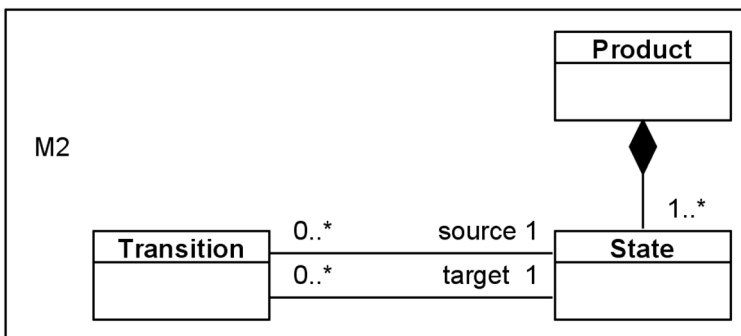 Product
M2
1..*
0..* source 1
Transition State
0..* target 1